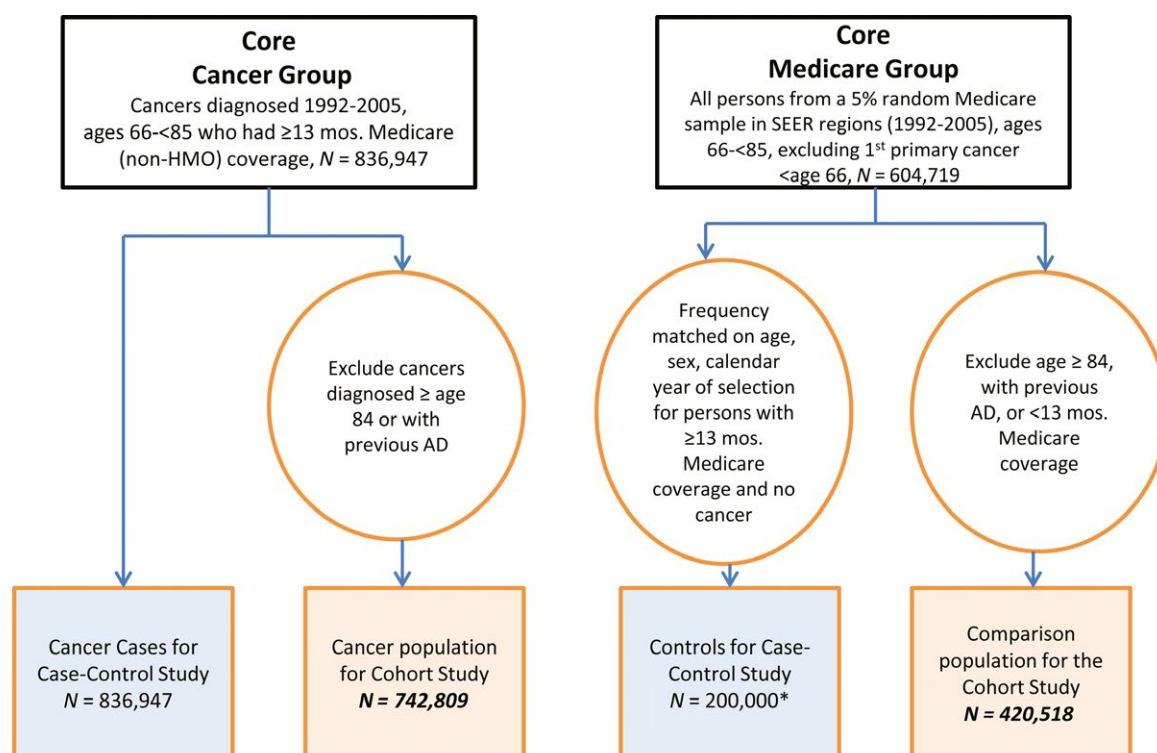 Core
Cancer Group
Cancers diagnosed 1992-2005,
ages 66-<85 who had ≥13 mos. Medicare
(non-HMO) coverage, N = 836,947
Core
Medicare Group
All persons from a 5% random Medicare
sample in SEER regions (1992-2005), ages
66-<85, excluding 1st primary cancer
<age 66, N = 604,719
Exclude cancers
diagnosed ≥ age
84 or with
previous AD
Frequency
matched on age,
sex, calendar
year of selection
for persons with
≥13 mos.
Medicare
coverage and no
cancer
Exclude age ≥ 84,
with previous
AD, or <13 mos.
Medicare
coverage
Cancer Cases for
Case-Control Study
N = 836,947
Cancer population
for Cohort Study
N = 742,809
Controls for Case-
Control Study
N = 200,000*
Comparison
population for the
Cohort Study
N = 420,518